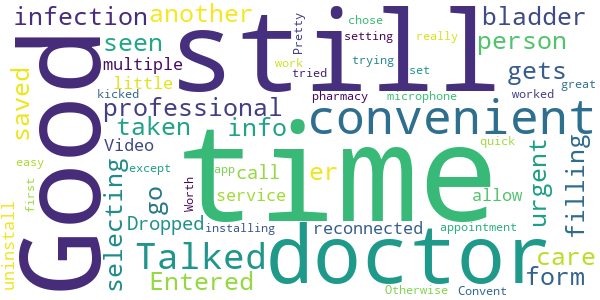 infection another still bladder
Good seen Pretty chose setting really person
multiple little work tried trying set gets
saved kicked pharmacy microphone worked great
professional convenient
taken info time
Video er quick
easy except app urgent filling
selecting go Worth call allow
first service
uninstall Dropped installing reconnected appointment
Talked doctor care
Entered form
Otherwise Convent